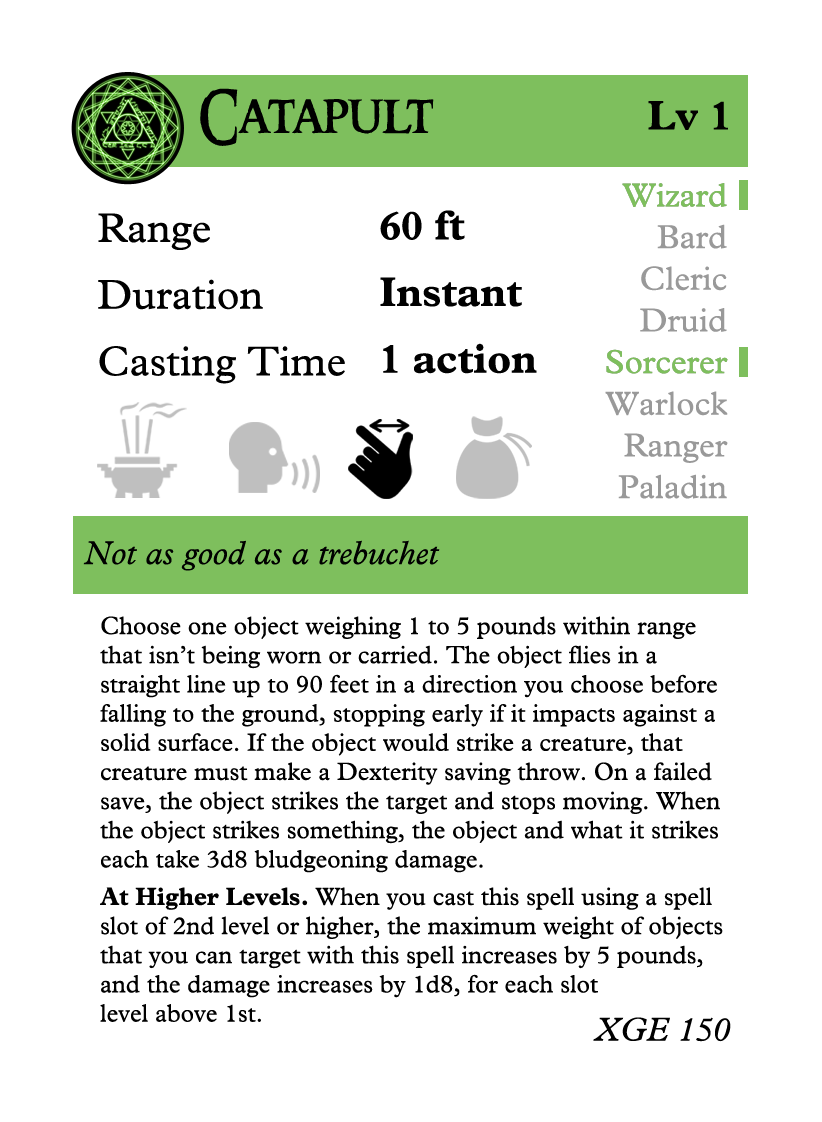 CATAPULT
Lv 1
Wizard
Bard
Cleric
Druid
Sorcerer
Warlock
Ranger
Paladin
Range 60 ft
Duration Instant
Casting Time 1 action
Not as good as a trebuchet
Choose one object weighing 1 to 5 pounds within range
that isn’t being worn or carried. The object flies in a
straight line up to 90 feet in a direction you choose before
falling to the ground, stopping early if it impacts against a
solid surface. If the object would strike a creature, that
creature must make a Dexterity saving throw. On a failed
save, the object strikes the target and stops moving. When
the object strikes something, the object and what it strikes
each take 3d8 bludgeoning damage.
At Higher Levels. When you cast this spell using a spell
slot of 2nd level or higher, the maximum weight of objects
that you can target with this spell increases by 5 pounds,
and the damage increases by 1d8, for each slot
level above 1st.
XGE 150